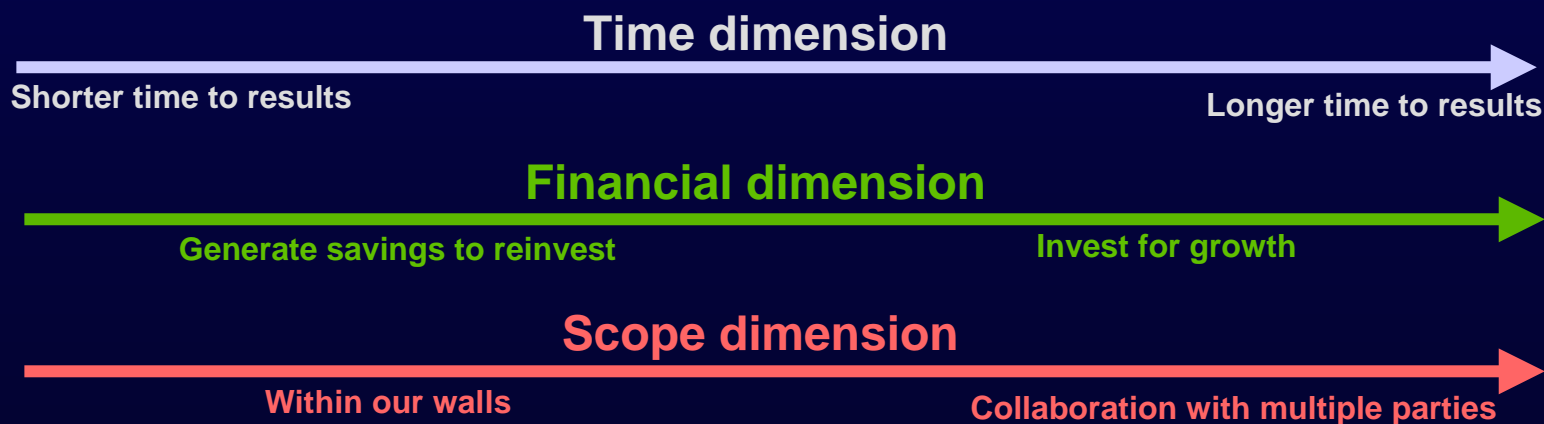 Time dimension
Shorter time to results
Longer time to results
Financial dimension
Generate savings to reinvest
Invest for growth
Scope dimension
Within our walls
Collaboration with multiple parties